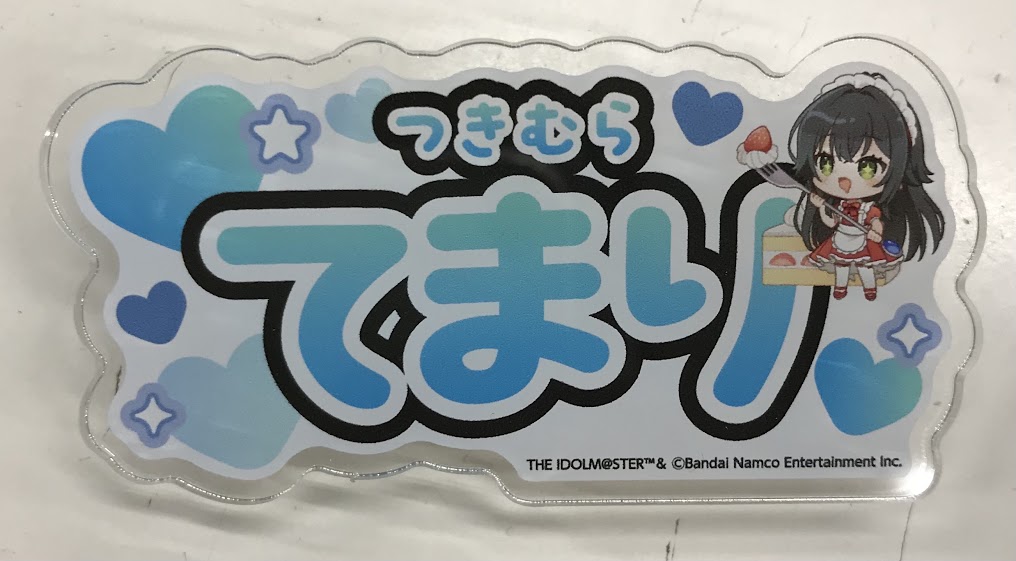 つきむら
てまり
THE IDOLM@STER™& ©Bandai Namco Entertainment Inc.